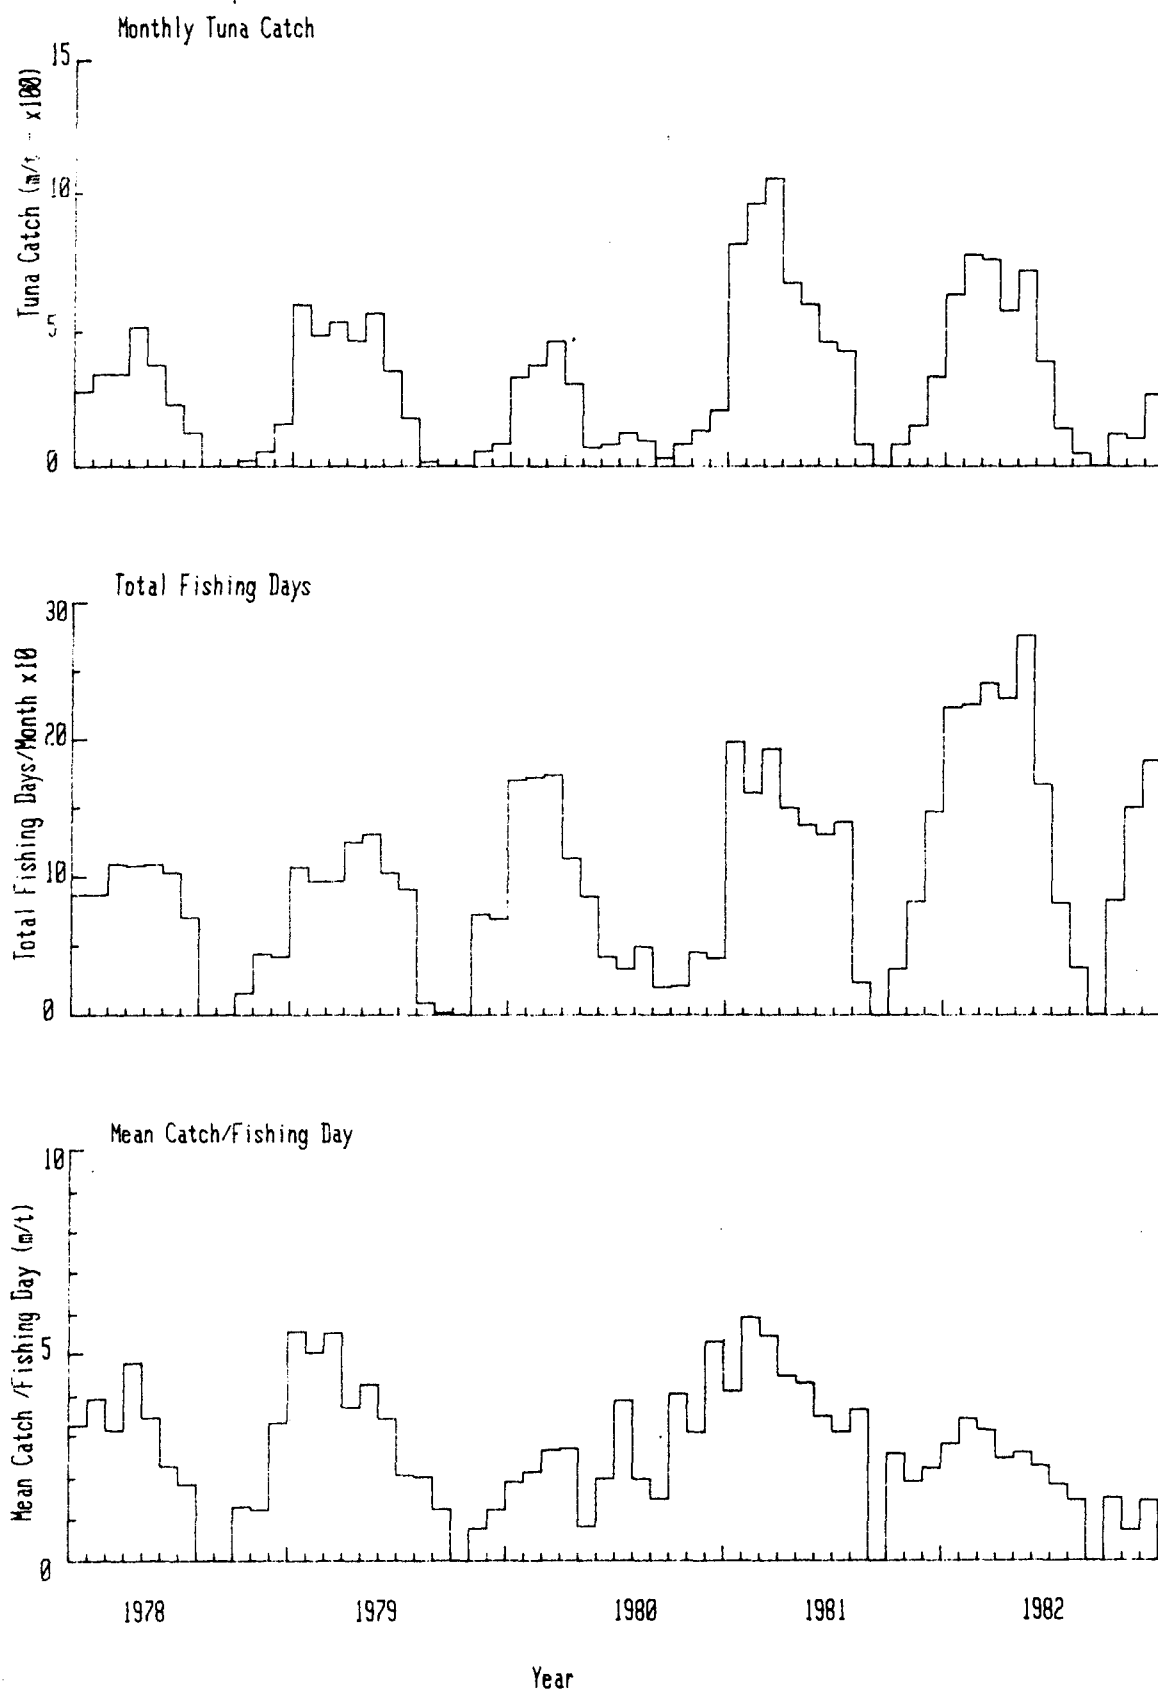 Monthly Tuna Catch
15
10
5
0
Tuna Catch (m/t - x100)
Total Fishing Days
30
20
10
0
Total Fishing Days/Month x10
Mean Catch/Fishing Day
10
5
0
Mean Catch /Fishing Day (m/t)
1978 1979 1980 1981 1982
Year